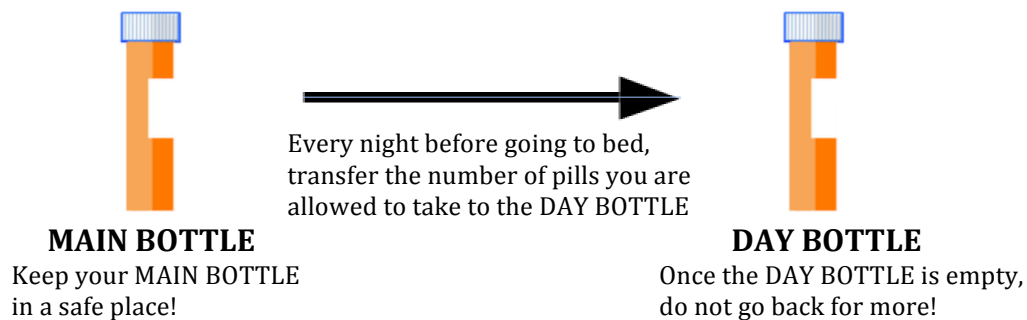 Every night before going to bed,
transfer the number of pills you are
allowed to take to the DAY BOTTLE
MAIN BOTTLE
Keep your MAIN BOTTLE
in a safe place!
DAY BOTTLE
Once the DAY BOTTLE is empty,
do not go back for more!